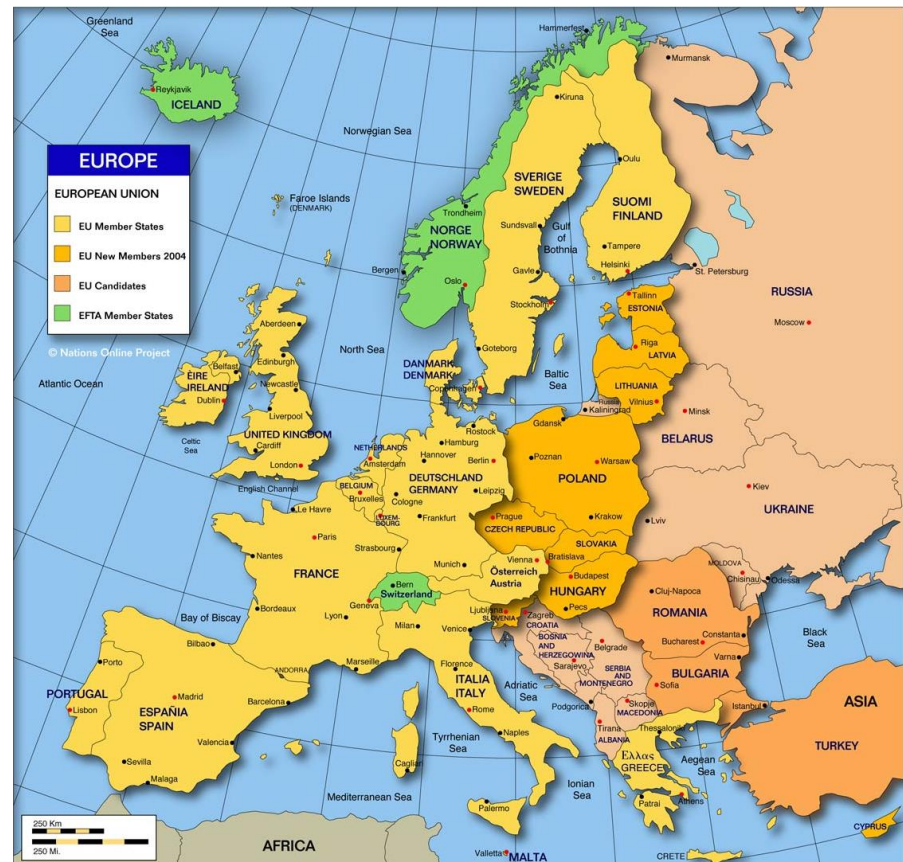 Greenland
Sea
Hammerfest
Murmansk
Reykjavik
ICELAND
Kiruna
Norwegian Sea
EUROPE
EUROPEAN UNION
EU Member States
EU New Members 2004
EU Candidates
EFTA Member States
© Nations Online Project
Oulu
SVERIGE
SWEDEN
Faroe Islands
(DENMARK)
SUOMI
FINLAND
Trondheim
NORGE
NORWAY
Sundsvall
Gulf
of
Bothnia
Tampere
Bergen
Gavle
Helsinki
St. Petersburg
Oslo
Stockholm
Tallinn
ESTONIA
RUSSIA
Moscow
Aberdeen
North Sea
Goteborg
Riga
LATVIA
Edinburgh
Atlantic Ocean
Belfast
ÉIRE
IRELAND
Newcastle
DANMARK
DENMARK
Copenhagen
Baltic
Sea
LITHUANIA
Vilnius
Russia
Kaliningrad
Minsk
Dublin
Liverpool
BELARUS
Celtic
Sea
UNITED KINGDOM
Cardiff
London
English Channel
Rostock
Hamburg
Gdansk
NETHERLANDS
Amsterdam
Hannover
Berlin
Poznan
Warsaw
POLAND
DEUTSCHLAND
GERMANY
BELGIUM
Bruxelles
Cologne
Leipzig
Kiev
UKRAINE
Le Havre
LUXEM-
BOURG
Frankfurt
Prague
CZECH REPUBLIC
Krakow
Lviv
Paris
Strasbourg
SLOVAKIA
Nantes
Munich
Vienna
Bratislava
Österreich
Austria
Budapest
HUNGARY
MOLDOVA
Chisinau
Odessa
FRANCE
Bern
Switzerland
Geneva
Cluj-Napoca
Bay of Biscay
Bordeaux
Lyon
Milan
Venice
Ljubljana
SLOVENIA
Zagreb
CROATIA
Pecs
ROMANIA
Constanta
Bucharest
Black
Sea
Bilbao
BOSNIA
AND
HERZEGOWINA
Sarajevo
Belgrade
SERBIA
AND
MONTENEGRO
Varna
Porto
ANDORRA
Marseille
Florence
ITALIA
ITALY
Adriatic
Sea
BULGARIA
Sofia
PORTUGAL
Lisbon
Madrid
Barcelona
ESPAÑIA
SPAIN
Rome
Podgorica
Skopje
MACEDONIA
Istanbul
ASIA
Tirana
ALBANIA
Thessaloniki
TURKEY
Valencia
Tyrrhenian
Sea
Naples
Ελλας
GREECE
Aegean
Sea
Sevilla
Malaga
Cagliari
Ionian
Sea
Mediterranean Sea
Palermo
Patrai
Athens
250 Km
250 Mi.
AFRICA
Valletta
MALTA
CRETE
CYPRUS